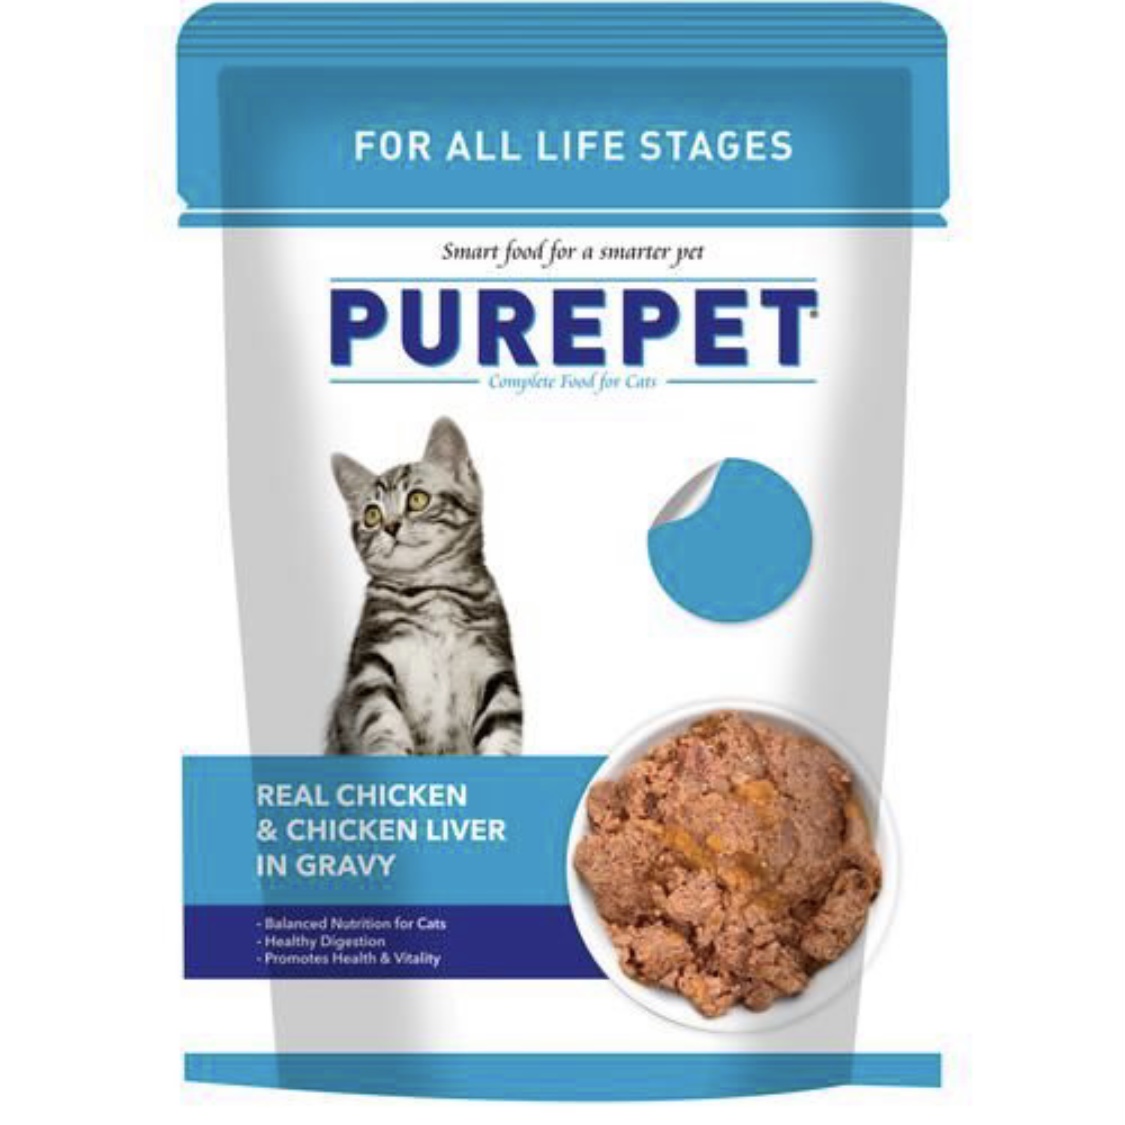 FOR ALL LIFE STAGES
Smart food for a smarter pet
PUREPET®
Complete Food for Cats
REAL CHICKEN
& CHICKEN LIVER
IN GRAVY
- Balanced Nutrition for Cats
- Healthy Digestion
- Promotes Health & Vitality